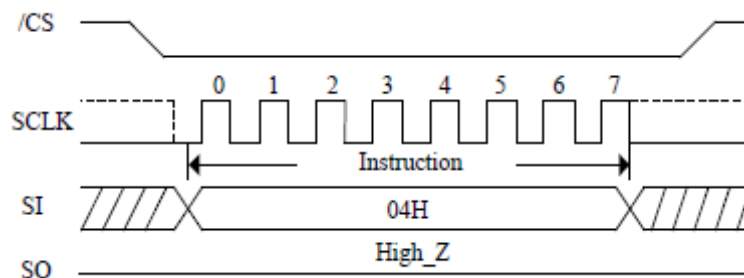 /CS
0 1 2 3 4 5 6 7
SCLK
Instruction
SI
04H
High_Z
SO